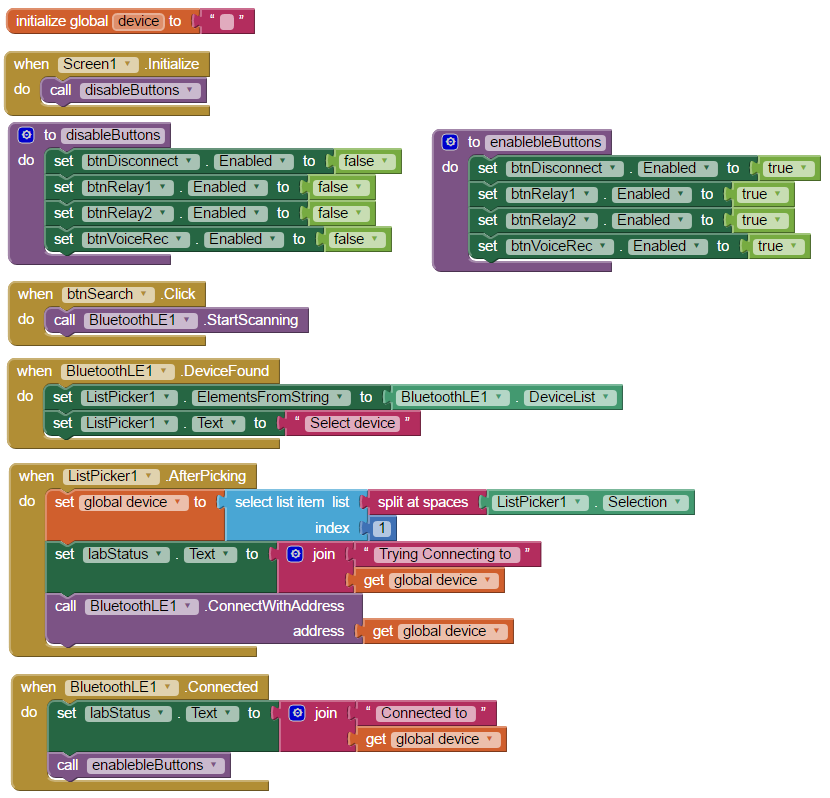 initialize global device to " "
when Screen1 .Initialize
do call disableButtons
to disableButtons
do set btnDisconnect . Enabled to false
set btnRelay1 . Enabled to false
set btnRelay2 . Enabled to false
set btnVoiceRec . Enabled to false
to enablebleButtons
do set btnDisconnect . Enabled to true
set btnRelay1 . Enabled to true
set btnRelay2 . Enabled to true
set btnVoiceRec . Enabled to true
when btnSearch .Click
do call BluetoothLE1 .StartScanning
when BluetoothLE1 .DeviceFound
do set ListPicker1 . ElementsFromString to BluetoothLE1 . DeviceList
set ListPicker1 . Text to " Select device "
when ListPicker1 .AfterPicking
do set global device to select list item list split at spaces ListPicker1 . Selection
index 1
set labStatus . Text to join " Trying Connecting to "
get global device
call BluetoothLE1 .ConnectWithAddress
address get global device
when BluetoothLE1 .Connected
do set labStatus . Text to join " Connected to "
get global device
call enablebleButtons